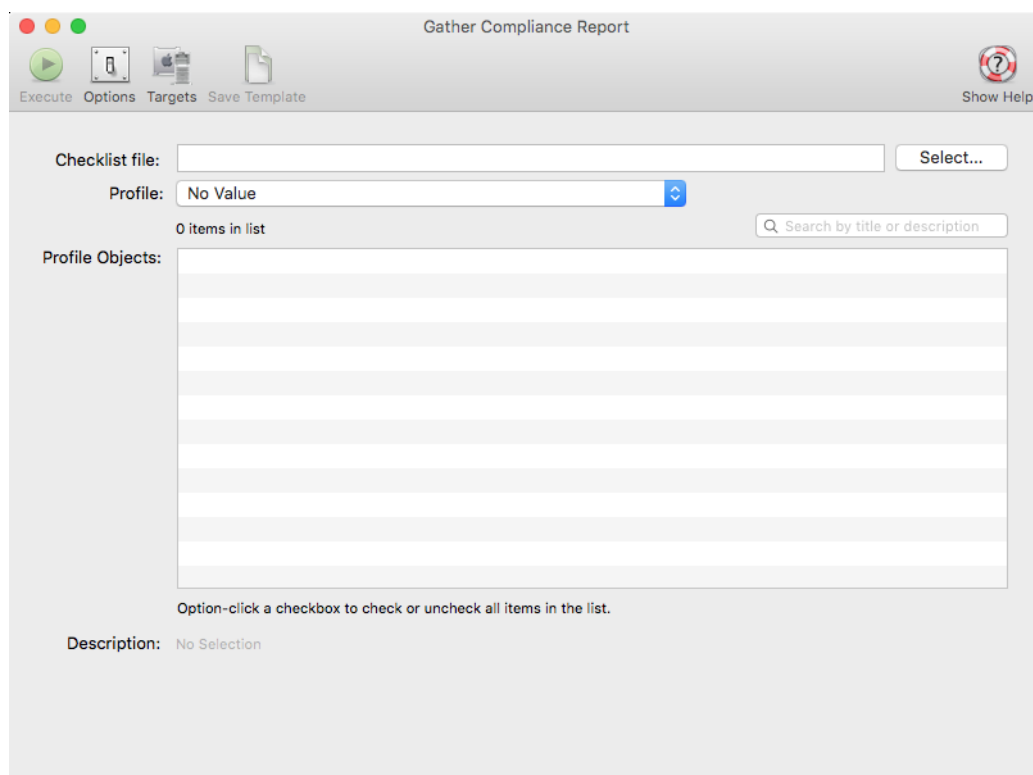 Gather Compliance Report
Execute Options Targets Save Template Show Help
Checklist file: Select...
Profile: No Value
0 items in list Search by title or description
Profile Objects:
Option-click a checkbox to check or uncheck all items in the list.
Description: No Selection